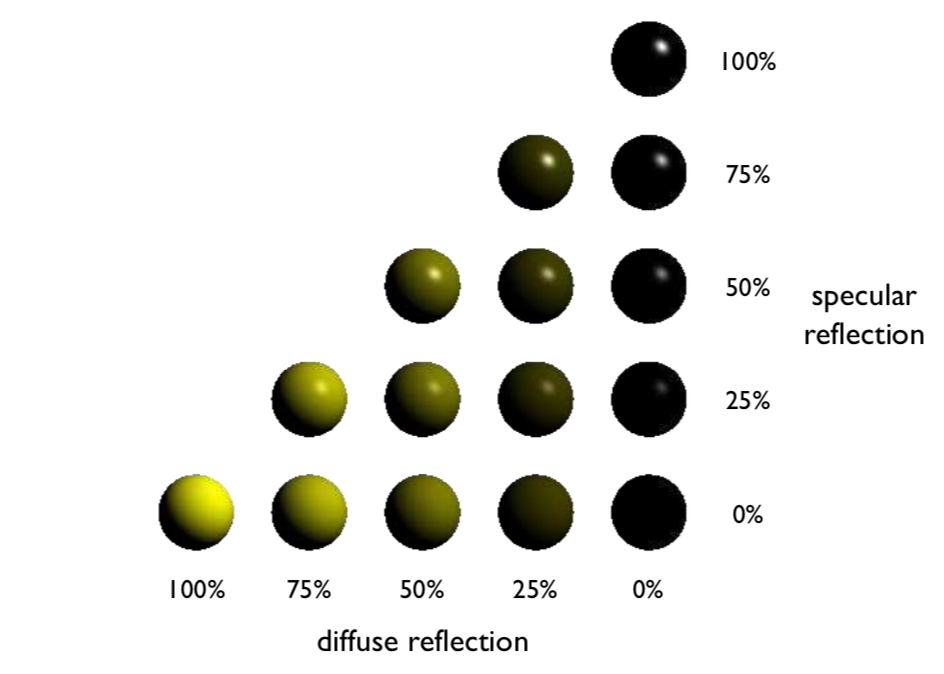 100%
75%
50%
specular
reflection
25%
0%
100% 75% 50% 25% 0%
diffuse reflection